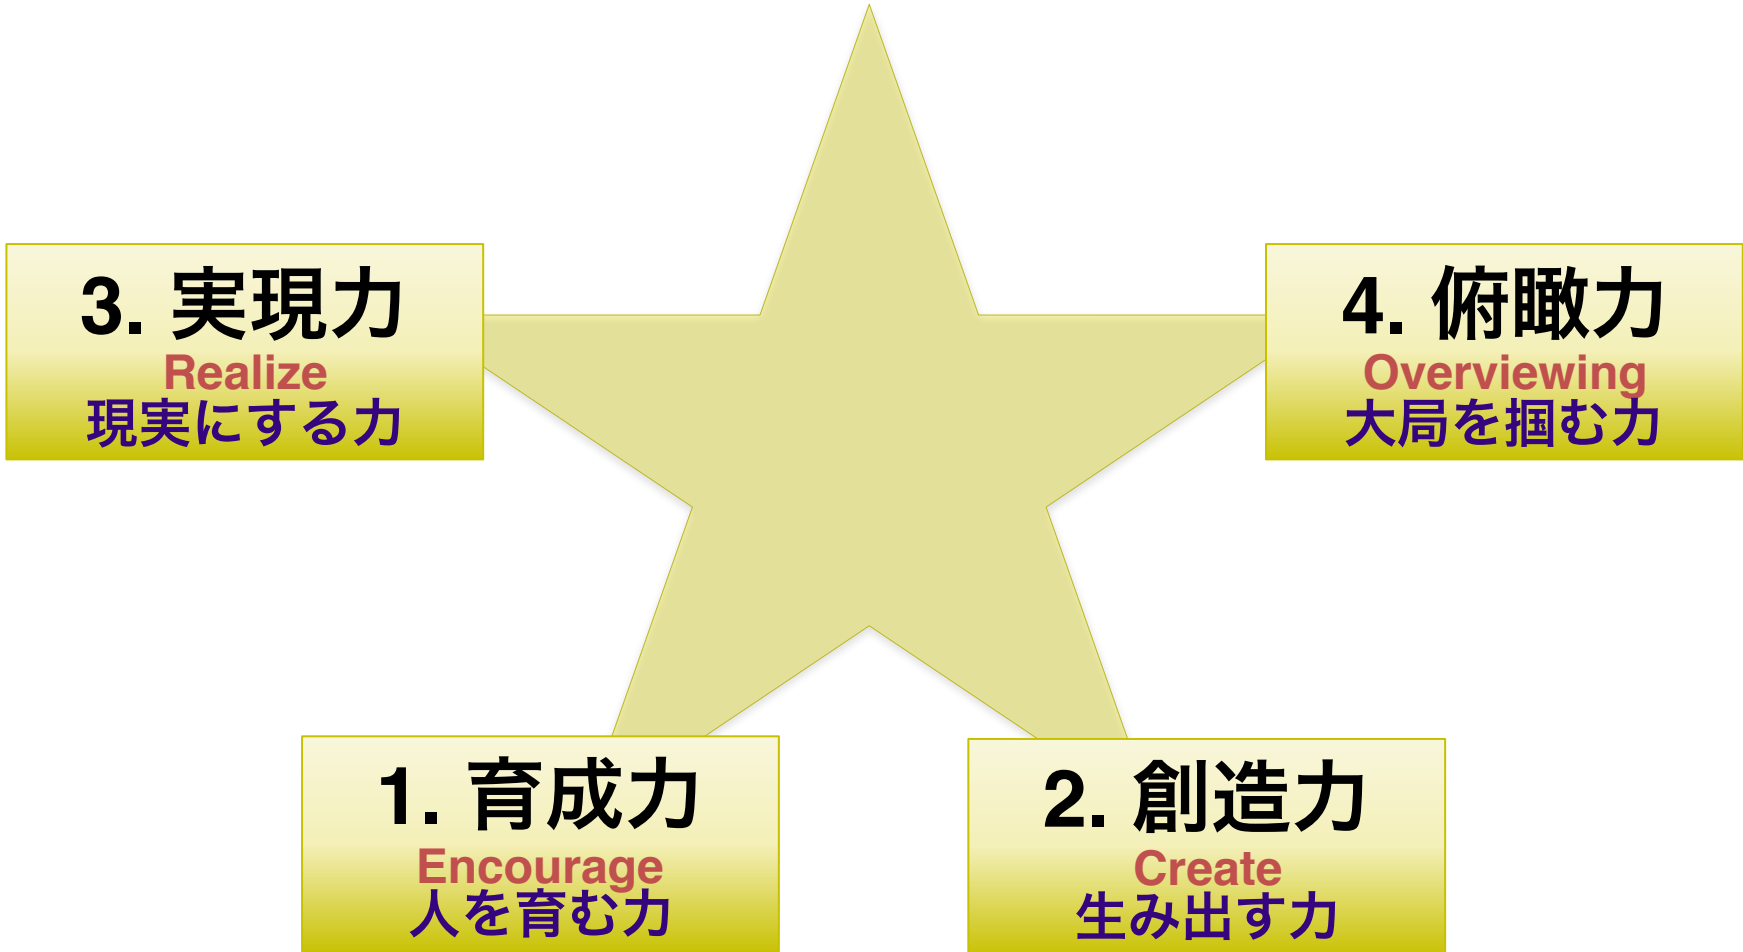 3. 実現力
Realize
現実にする力
4. 俯瞰力
Overviewing
大局を掴む力
1. 育成力
Encourage
人を育む力
2. 創造力
Create
生み出す力